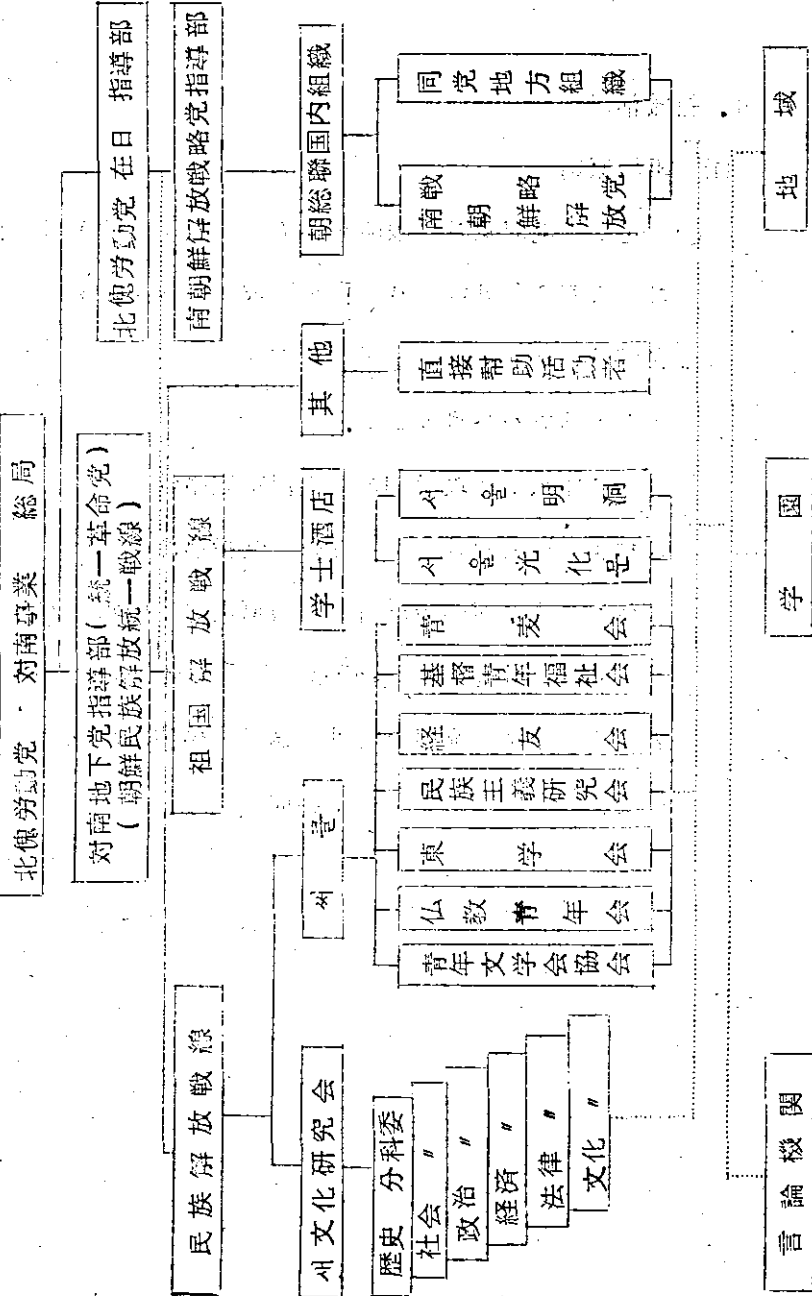 北傀労动党・対南事業 総局
対南地下党指導部(統一革命党)
(朝鮮民族解放統一戦線)
北傀労动党 在日 指導部
南朝鮮解放戦略党指導部
民族解放戦線
祖国解放戦線
새文化研究会
써클
学士酒店
其他
朝総聯国内組織
歴史 分科委
社会 〃
政治 〃
経済 〃
法律 〃
文化 〃
青年文学会協会
仏教青年会
東学会
民族主義研究会
経友会
基督青年福祉会
青麦会
서울光化문
서울明洞
直接幇助活动者
南朝鮮解放
戦略党
同党地方組織
言論機関
学園
地域